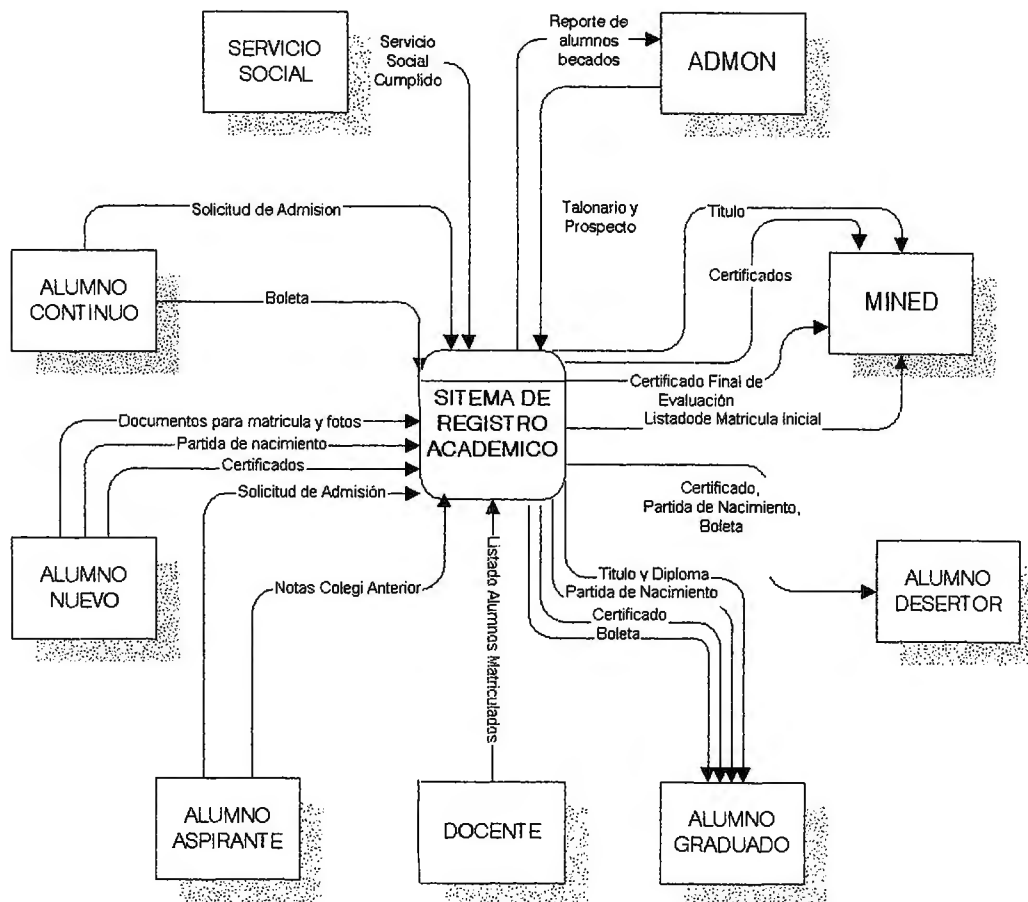 SERVICIO
SOCIAL
Servicio
Social
Cumplido
Reporte de
alumnos
becados
ADMON
Solicitud de Admision
Talonario y
Prospecto
Titulo
Certificados
ALUMNO
CONTINUO
Boleta
MINED
SITEMA DE
REGISTRO
ACADEMICO
Certificado Final de
Evaluación
Listadode Matricula Inicial
Documentos para matricula y fotos
Partida de nacimiento
Certificados
Solicitud de Admisión
ALUMNO
NUEVO
Certificado,
Partida de Nacimiento,
Boleta
Notas Colegi Anterior
Listado Alumnos Matriculados
Titulo y Diploma
Partida de Nacimiento
Certificado
Boleta
ALUMNO
DESERTOR
ALUMNO
ASPIRANTE
DOCENTE
ALUMNO
GRADUADO